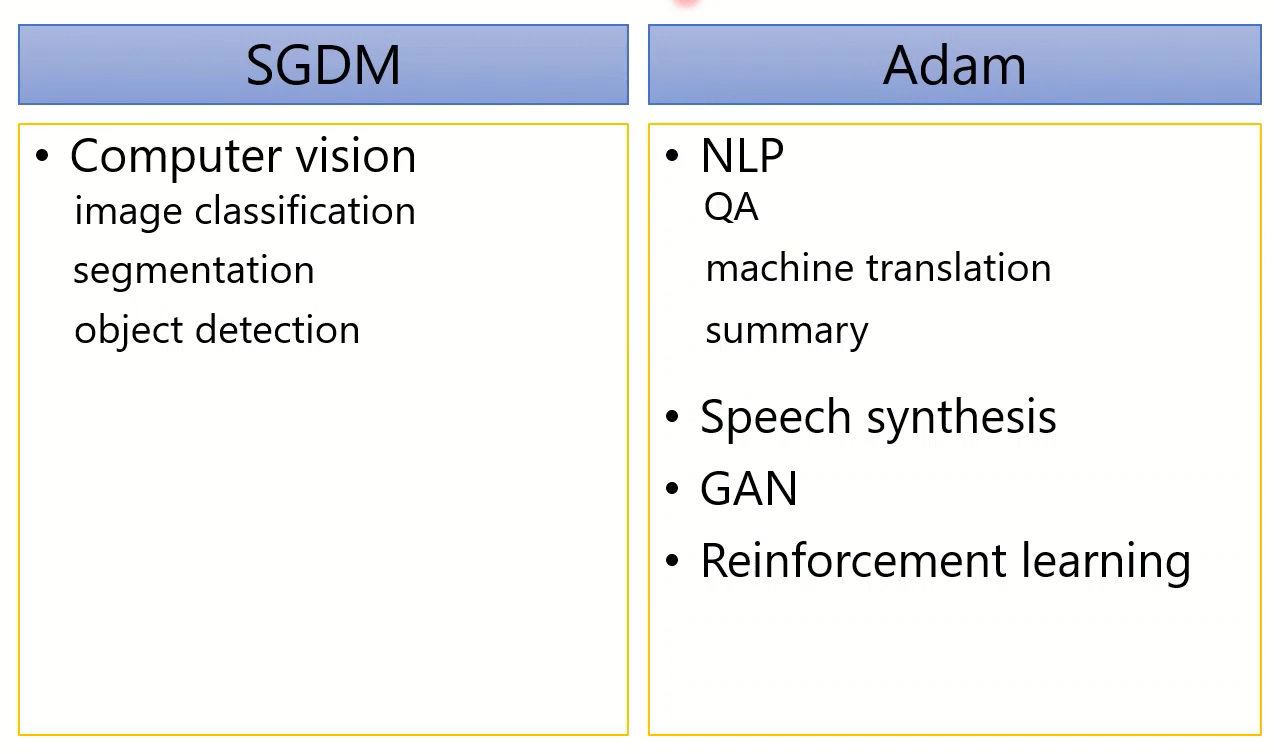 SGDM
• Computer vision
image classification
segmentation
object detection
Adam
• NLP
QA
machine translation
summary
• Speech synthesis
• GAN
• Reinforcement learning